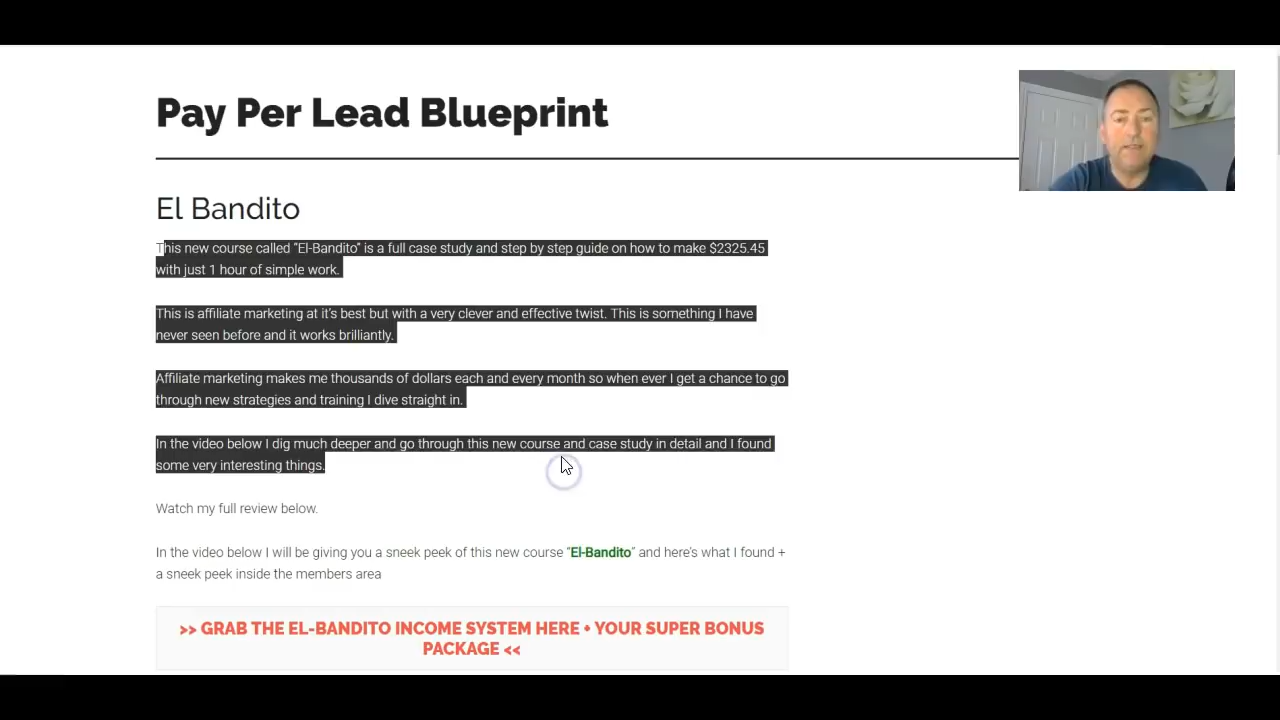 Pay Per Lead Blueprint
El Bandito
This new course called “El-Bandito” is a full case study and step by step guide on how to make $2325.45
with just 1 hour of simple work.
This is affiliate marketing at it’s best but with a very clever and effective twist. This is something I have
never seen before and it works brilliantly.
Affiliate marketing makes me thousands of dollars each and every month so when ever I get a chance to go
through new strategies and training I dive straight in.
In the video below I dig much deeper and go through this new course and case study in detail and I found
some very interesting things.
Watch my full review below.
In the video below I will be giving you a sneek peek of this new course “El-Bandito” and here’s what I found +
a sneek peek inside the members area
>> GRAB THE EL-BANDITO INCOME SYSTEM HERE + YOUR SUPER BONUS
PACKAGE <<